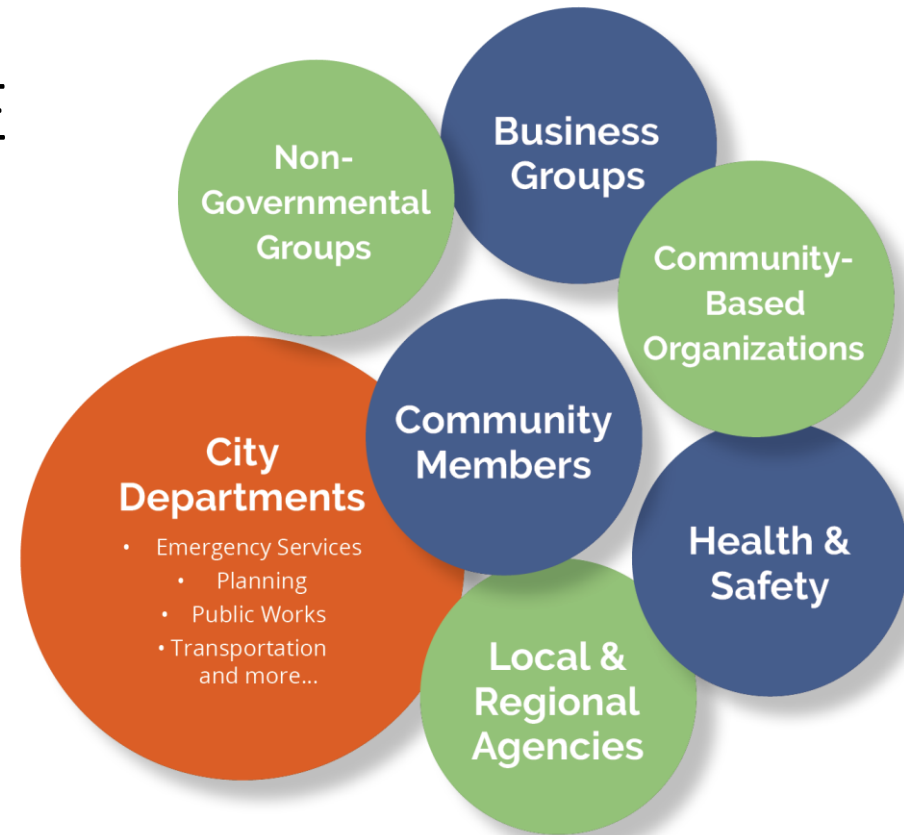 Non-
Governmental
Groups
Business
Groups
Community-
Based
Organizations
Community
Members
City
Departments
• Emergency Services
• Planning
• Public Works
• Transportation
and more...
Health &
Safety
Local &
Regional
Agencies